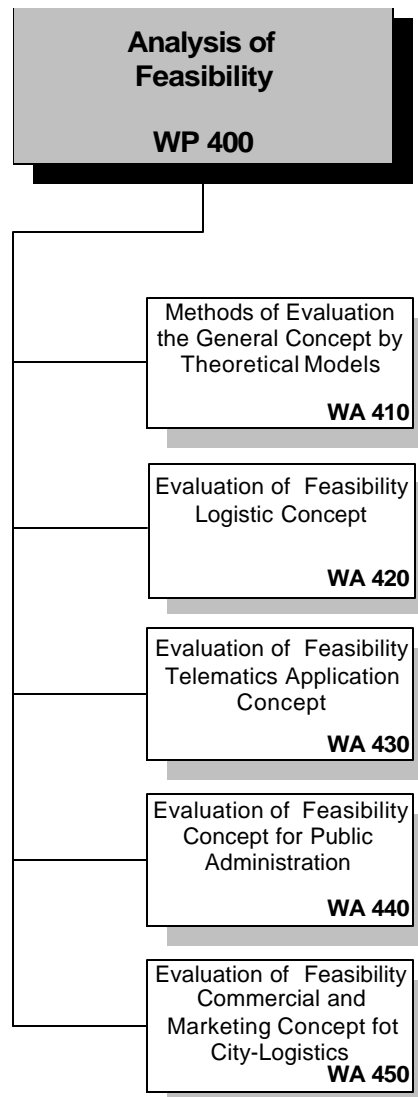 Analysis of
Feasibility
WP 400
Methods of Evaluation
the General Concept by
Theoretical Models
WA 410
Evaluation of Feasibility
Logistic Concept
WA 420
Evaluation of Feasibility
Telematics Application
Concept
WA 430
Evaluation of Feasibility
Concept for Public
Administration
WA 440
Evaluation of Feasibility
Commercial and
Marketing Concept fot
City-Logistics
WA 450